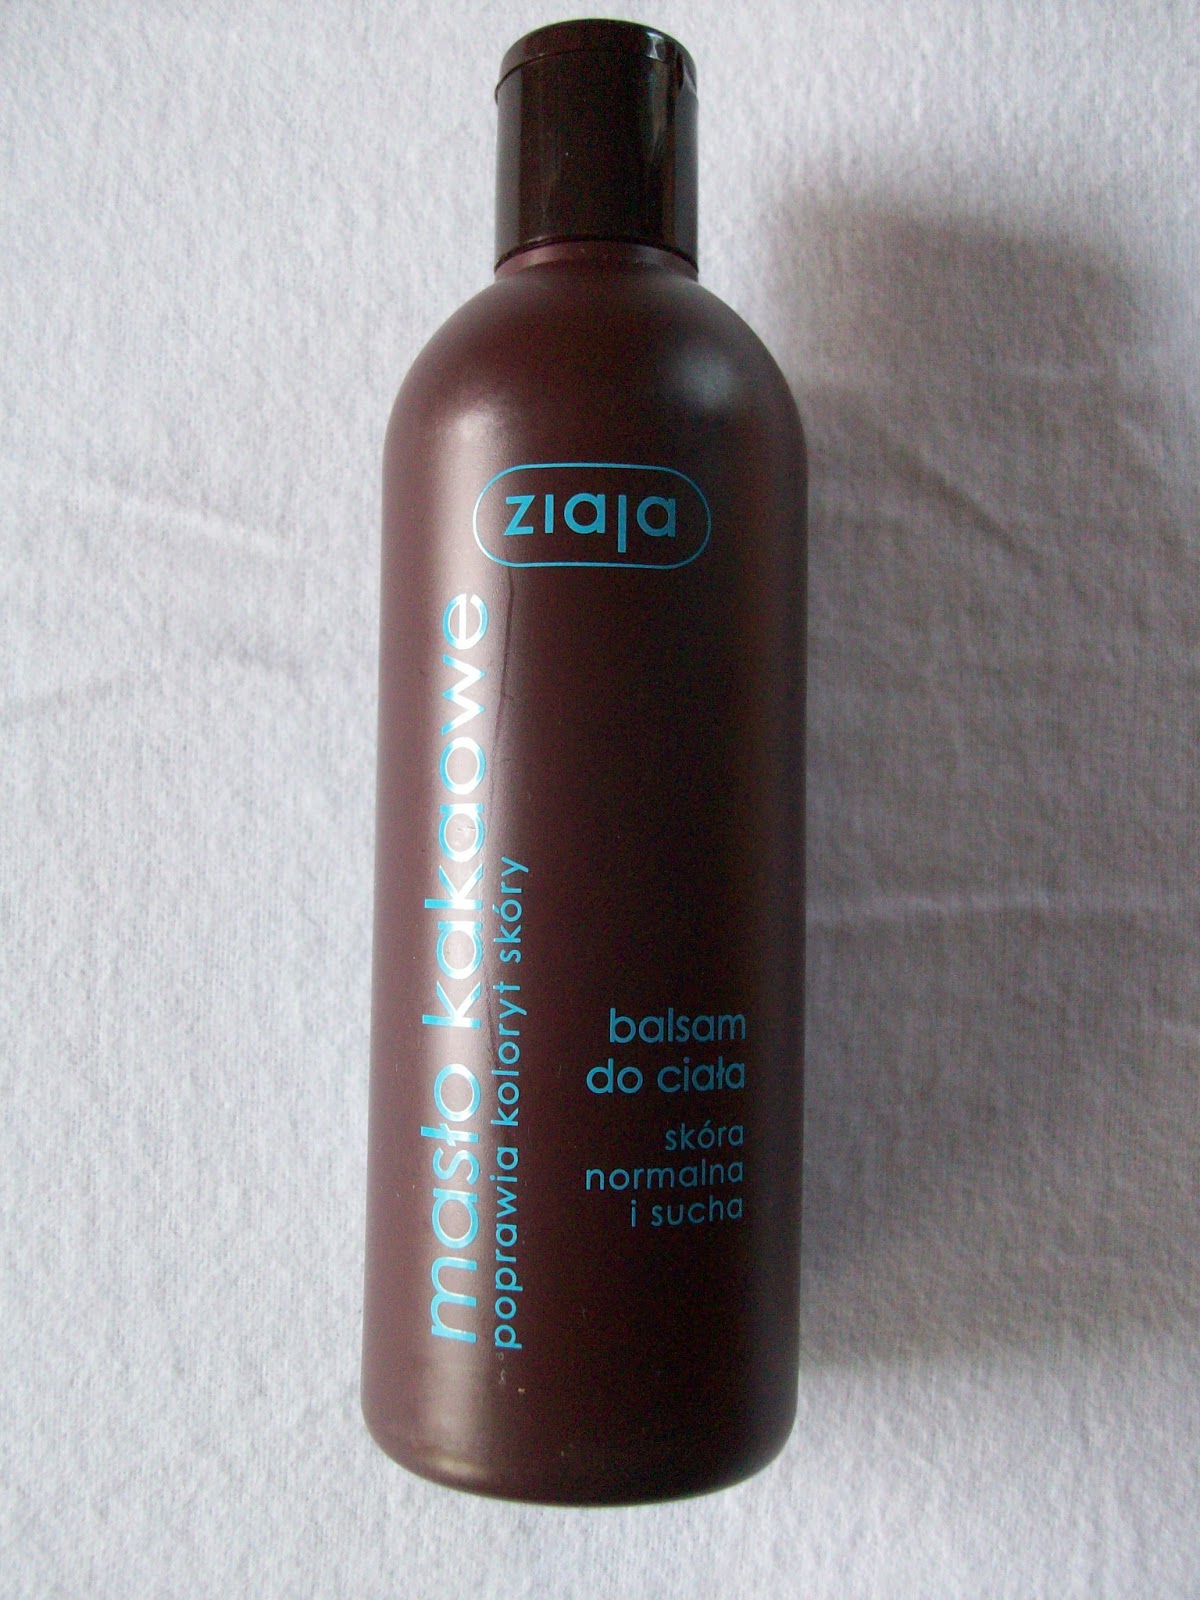 ziaja
masło kakaowe
poprawia koloryt skóry
balsam
do ciała
skóra
normalna
i sucha